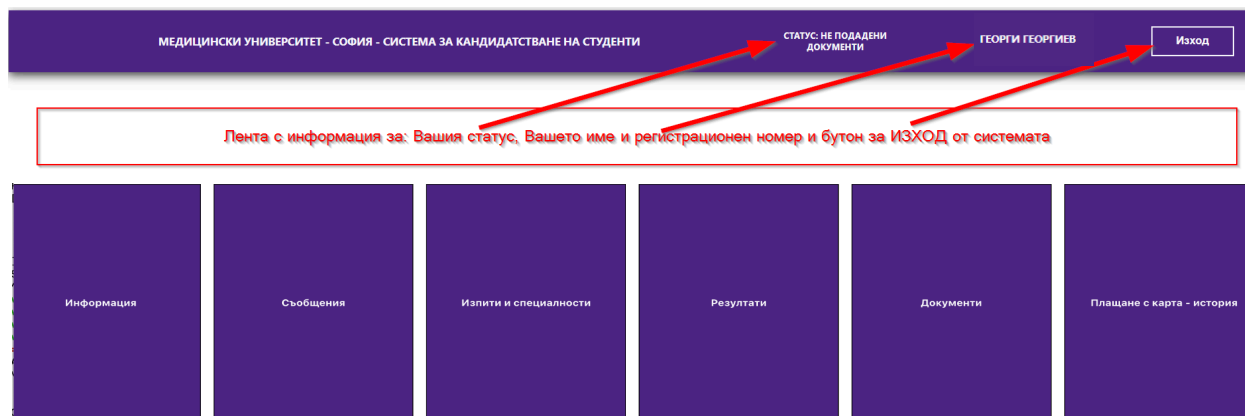 МЕДИЦИНСКИ УНИВЕРСИТЕТ - СОФИЯ - СИСТЕМА ЗА КАНДИДАТСТВАНЕ НА СТУДЕНТИ
СТАТУС: НЕ ПОДАДЕНИ
ДОКУМЕНТИ
ГЕОРГИ ГЕОРГИЕВ
Изход
Лента с информация за: Вашия статус, Вашето име и регистрационен номер и бутон за ИЗХОД от системата
Информация
Съобщения
Изпити и специалности
Резултати
Документи
Плащане с карта - история